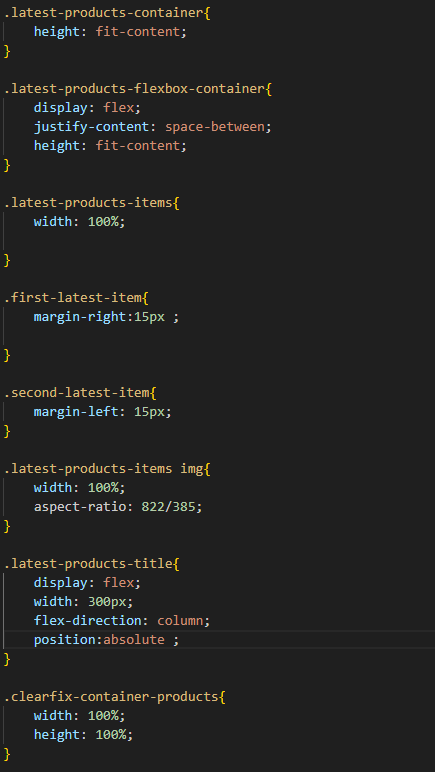 .latest-products-container{
    height: fit-content;
}

.latest-products-flexbox-container{
    display: flex;
    justify-content: space-between;
    height: fit-content;
}

.latest-products-items{
    width: 100%;

}

.first-latest-item{
    margin-right:15px ;

}

.second-latest-item{
    margin-left: 15px;
}

.latest-products-items img{
    width: 100%;
    aspect-ratio: 822/385;
}

.latest-products-title{
    display: flex;
    width: 300px;
    flex-direction: column;
    position:absolute ;
}

.clearfix-container-products{
    width: 100%;
    height: 100%;
}